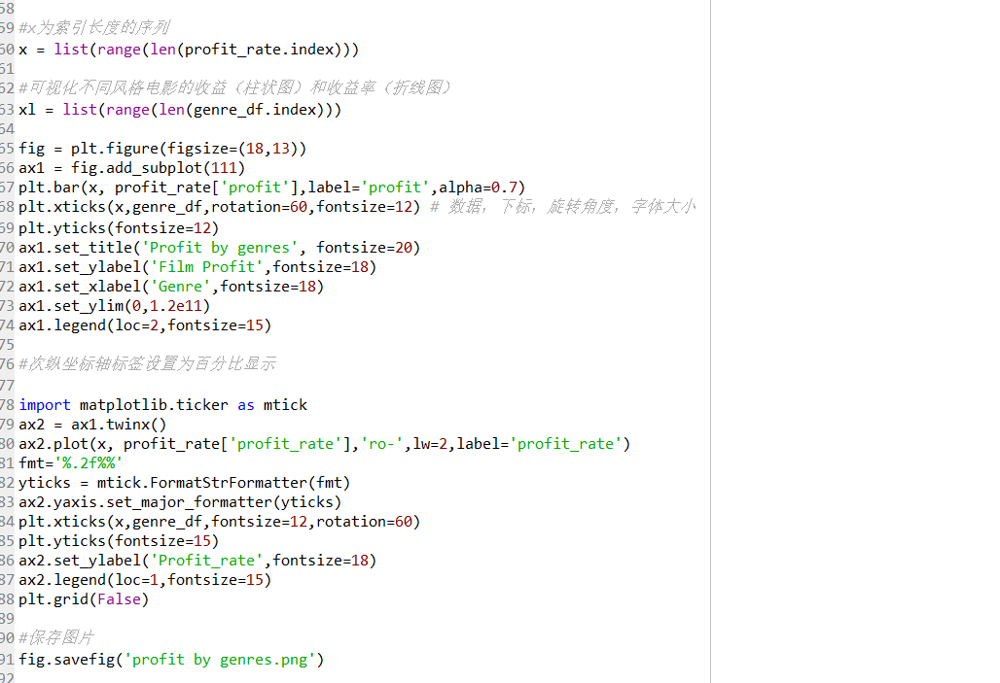 58
59 #x为索引长度的序列
60 x = list(range(len(profit_rate.index)))
61
62 #可视化不同风格电影的收益（柱状图）和收益率（折线图）
63 xl = list(range(len(genre_df.index)))
64
65 fig = plt.figure(figsize=(18,13))
66 ax1 = fig.add_subplot(111)
67 plt.bar(x, profit_rate['profit'],label='profit',alpha=0.7)
68 plt.xticks(x,genre_df,rotation=60,fontsize=12) # 数据, 下标, 旋转角度, 字体大小
69 plt.yticks(fontsize=12)
70 ax1.set_title('Profit by genres', fontsize=20)
71 ax1.set_ylabel('Film Profit',fontsize=18)
72 ax1.set_xlabel('Genre',fontsize=18)
73 ax1.set_ylim(0,1.2e11)
74 ax1.legend(loc=2,fontsize=15)
75
76 #次纵坐标轴标签设置为百分比显示
77
78 import matplotlib.ticker as mtick
79 ax2 = ax1.twinx()
80 ax2.plot(x, profit_rate['profit_rate'],'ro-',lw=2,label='profit_rate')
81 fmt='%.2f%%'
82 yticks = mtick.FormatStrFormatter(fmt)
83 ax2.yaxis.set_major_formatter(yticks)
84 plt.xticks(x,genre_df,fontsize=12,rotation=60)
85 plt.yticks(fontsize=15)
86 ax2.set_ylabel('Profit_rate',fontsize=18)
87 ax2.legend(loc=1,fontsize=15)
88 plt.grid(False)
89
90 #保存图片
91 fig.savefig('profit by genres.png')
92